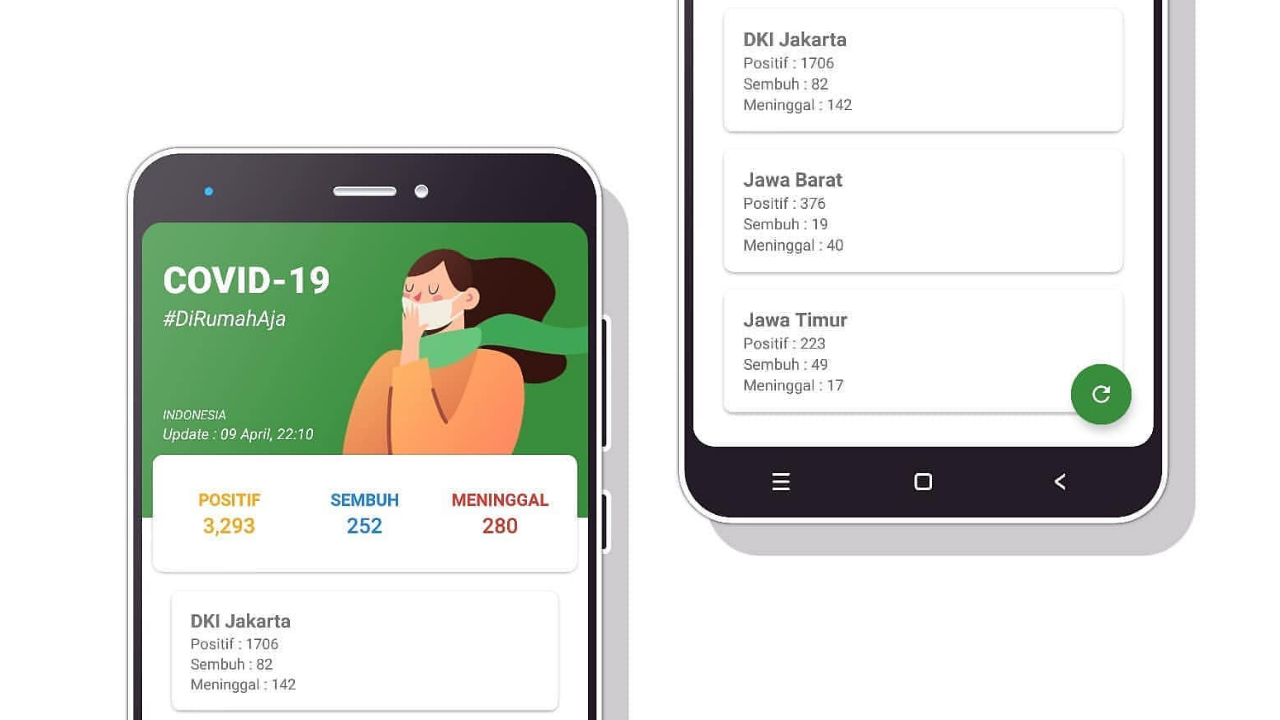 COVID-19
#DiRumahAja
INDONESIA
Update : 09 April, 22:10
POSITIF
3,293
SEMBUH
252
MENINGGAL
280
DKI Jakarta
Positif : 1706
Sembuh : 82
Meninggal : 142
DKI Jakarta
Positif : 1706
Sembuh : 82
Meninggal : 142
Jawa Barat
Positif : 376
Sembuh : 19
Meninggal : 40
Jawa Timur
Positif : 223
Sembuh : 49
Meninggal : 17